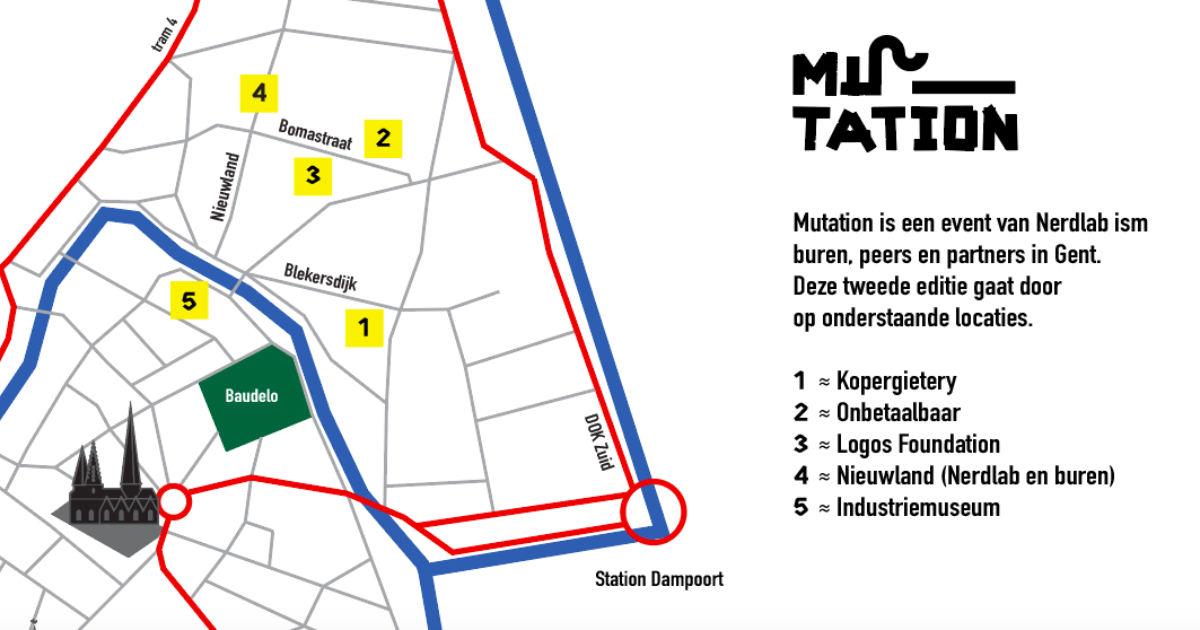 tram 4
4
Bomastraat
2
3
Nieuwland
Blekersdijk
5
1
Baudelo
DOK Zuid
Station Dampoort
MU
TATION
Mutation is een event van Nerdlab ism
buren, peers en partners in Gent.
Deze tweede editie gaat door
op onderstaande locaties.
1 ≈ Kopergietery
2 ≈ Onbetaalbaar
3 ≈ Logos Foundation
4 ≈ Nieuwland (Nerdlab en buren)
5 ≈ Industriemuseum